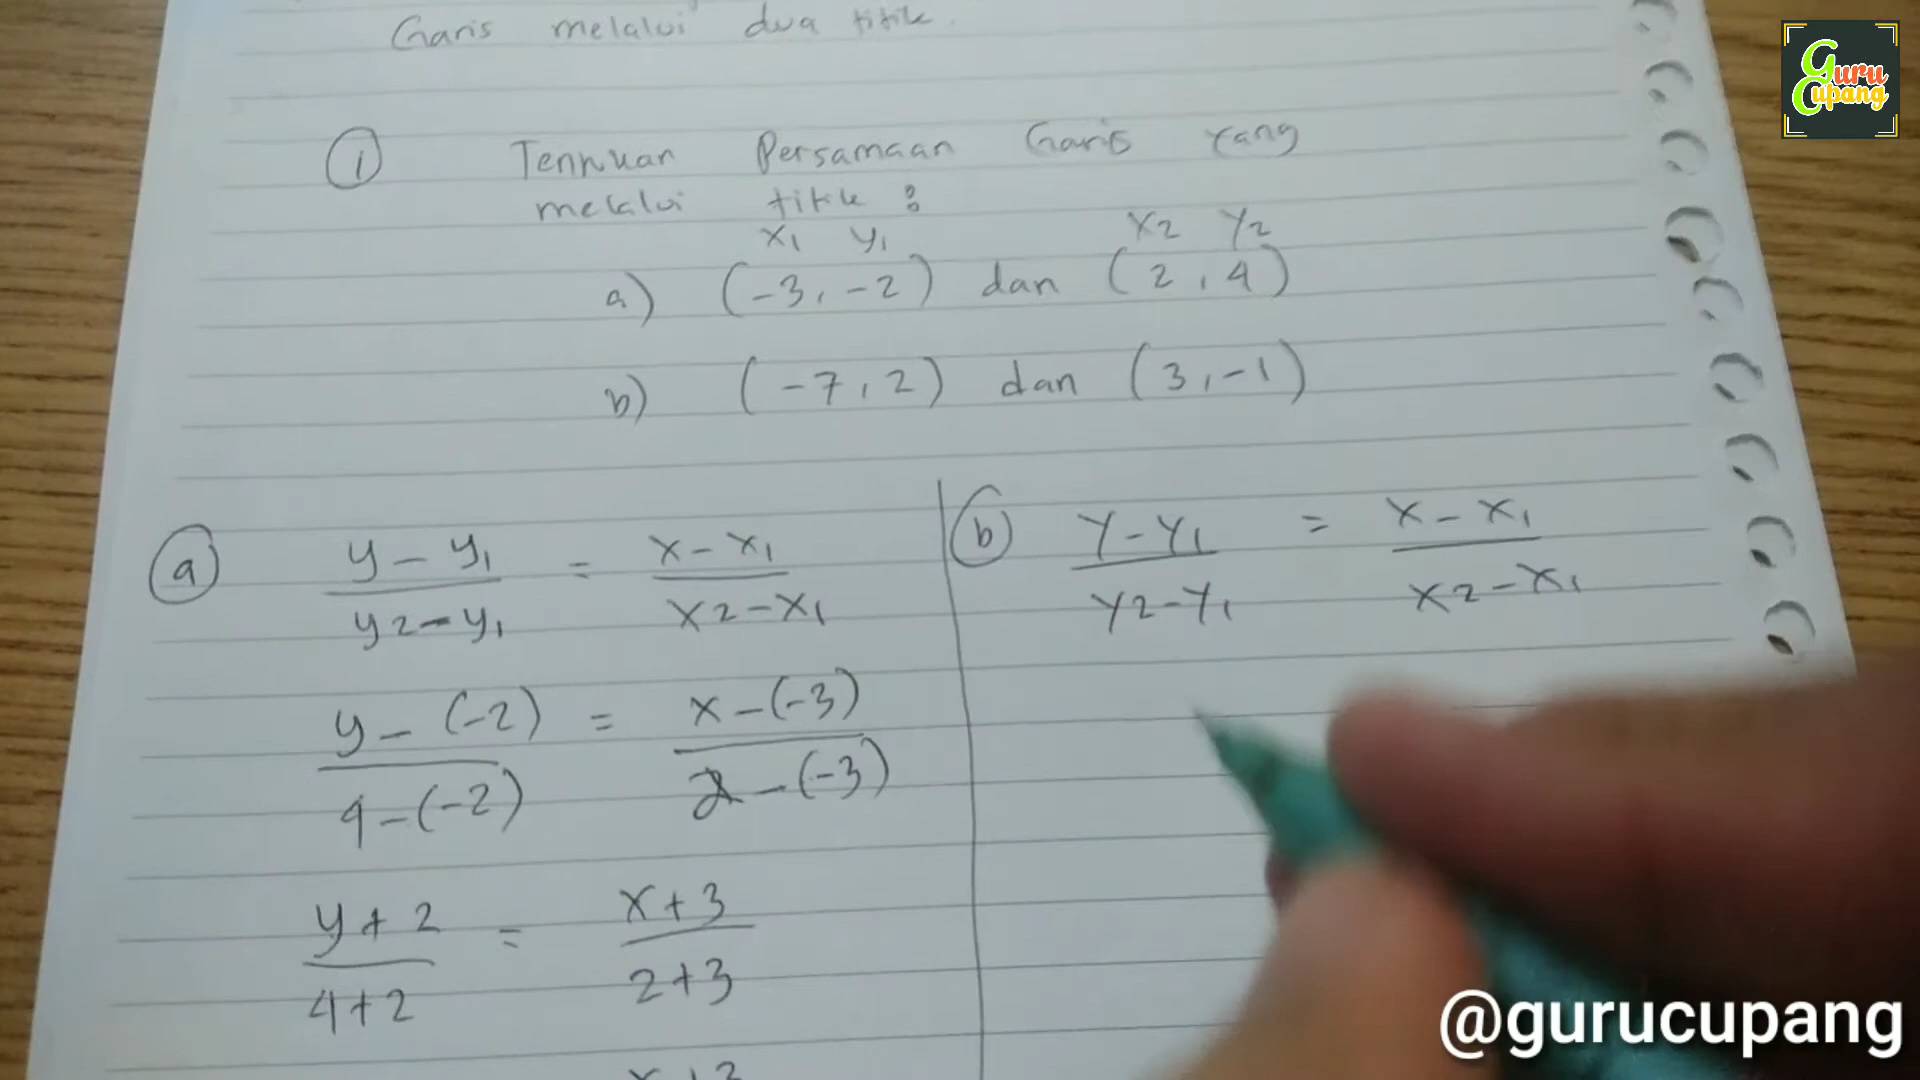 Garis melalui dua titik.
Guru
Cupang
① Tentukan Persamaan Garis Yang
melalui titik :
x₁ y₁ x₂ y₂
a) (-3, -2) dan (2, 4)
b) (-7, 2) dan (3, -1)
ⓐ
y - y₁ = x - x₁
y₂ - y₁ x₂ - x₁
y - (-2) = x - (-3)
4 - (-2) 2 - (-3)
y + 2 = x + 3
4 + 2 2 + 3
ⓑ
y - y₁ = x - x₁
y₂ - y₁ x₂ - x₁
@gurucupang